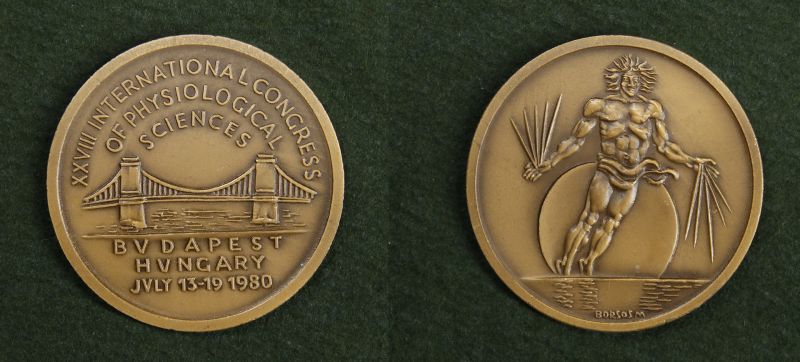 XXVIII INTERNATIONAL CONGRESS
OF PHYSIOLOGICAL
SCIENCES
BVDAPEST
HVNGARY
JVLY 13-19 1980
BORSOS M